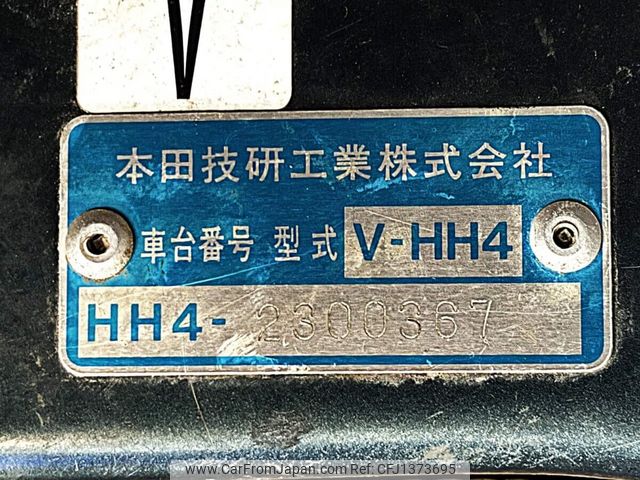 V
本田技研工業株式会社
車台番号 型式 V-HH4
HH4-2300367
www.CarFromJapan.com CFJ1373695